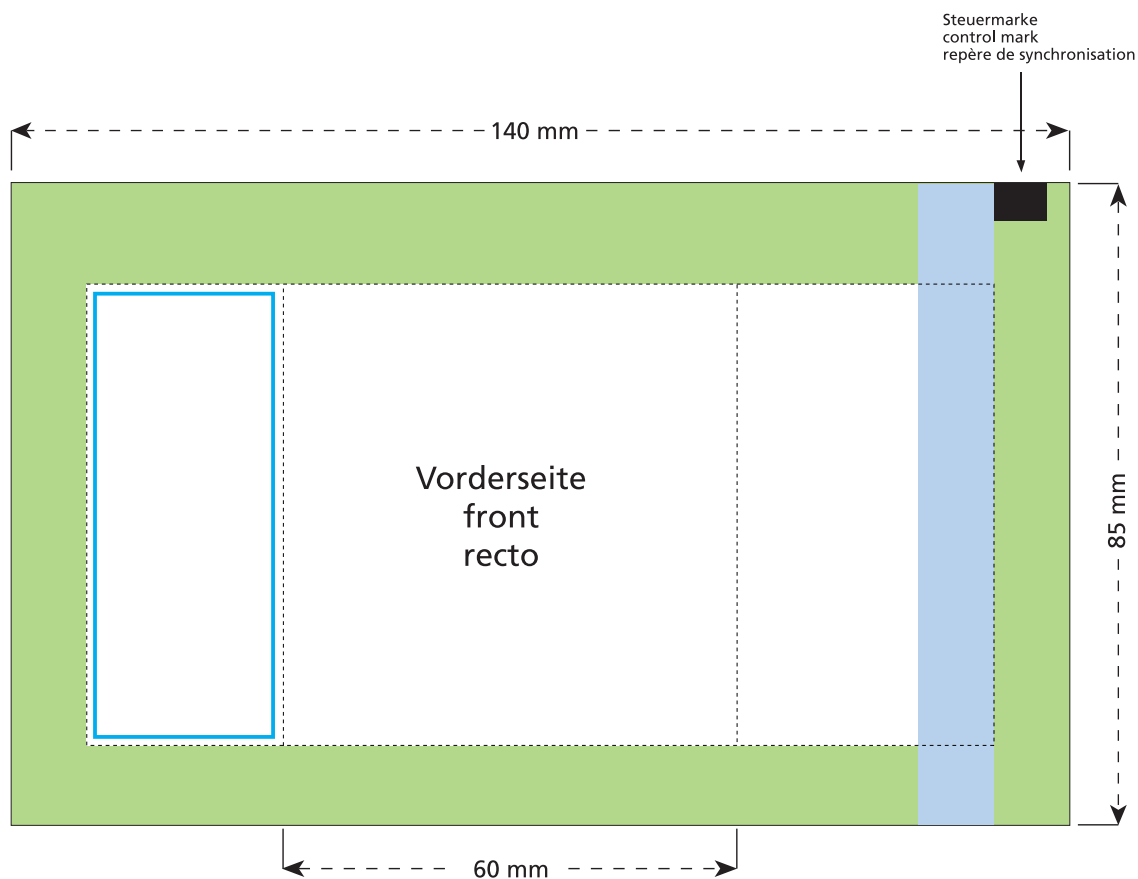 Steuermarke
control mark
repère de synchronisation
140 mm
Vorderseite
front
recto
85 mm
60 mm